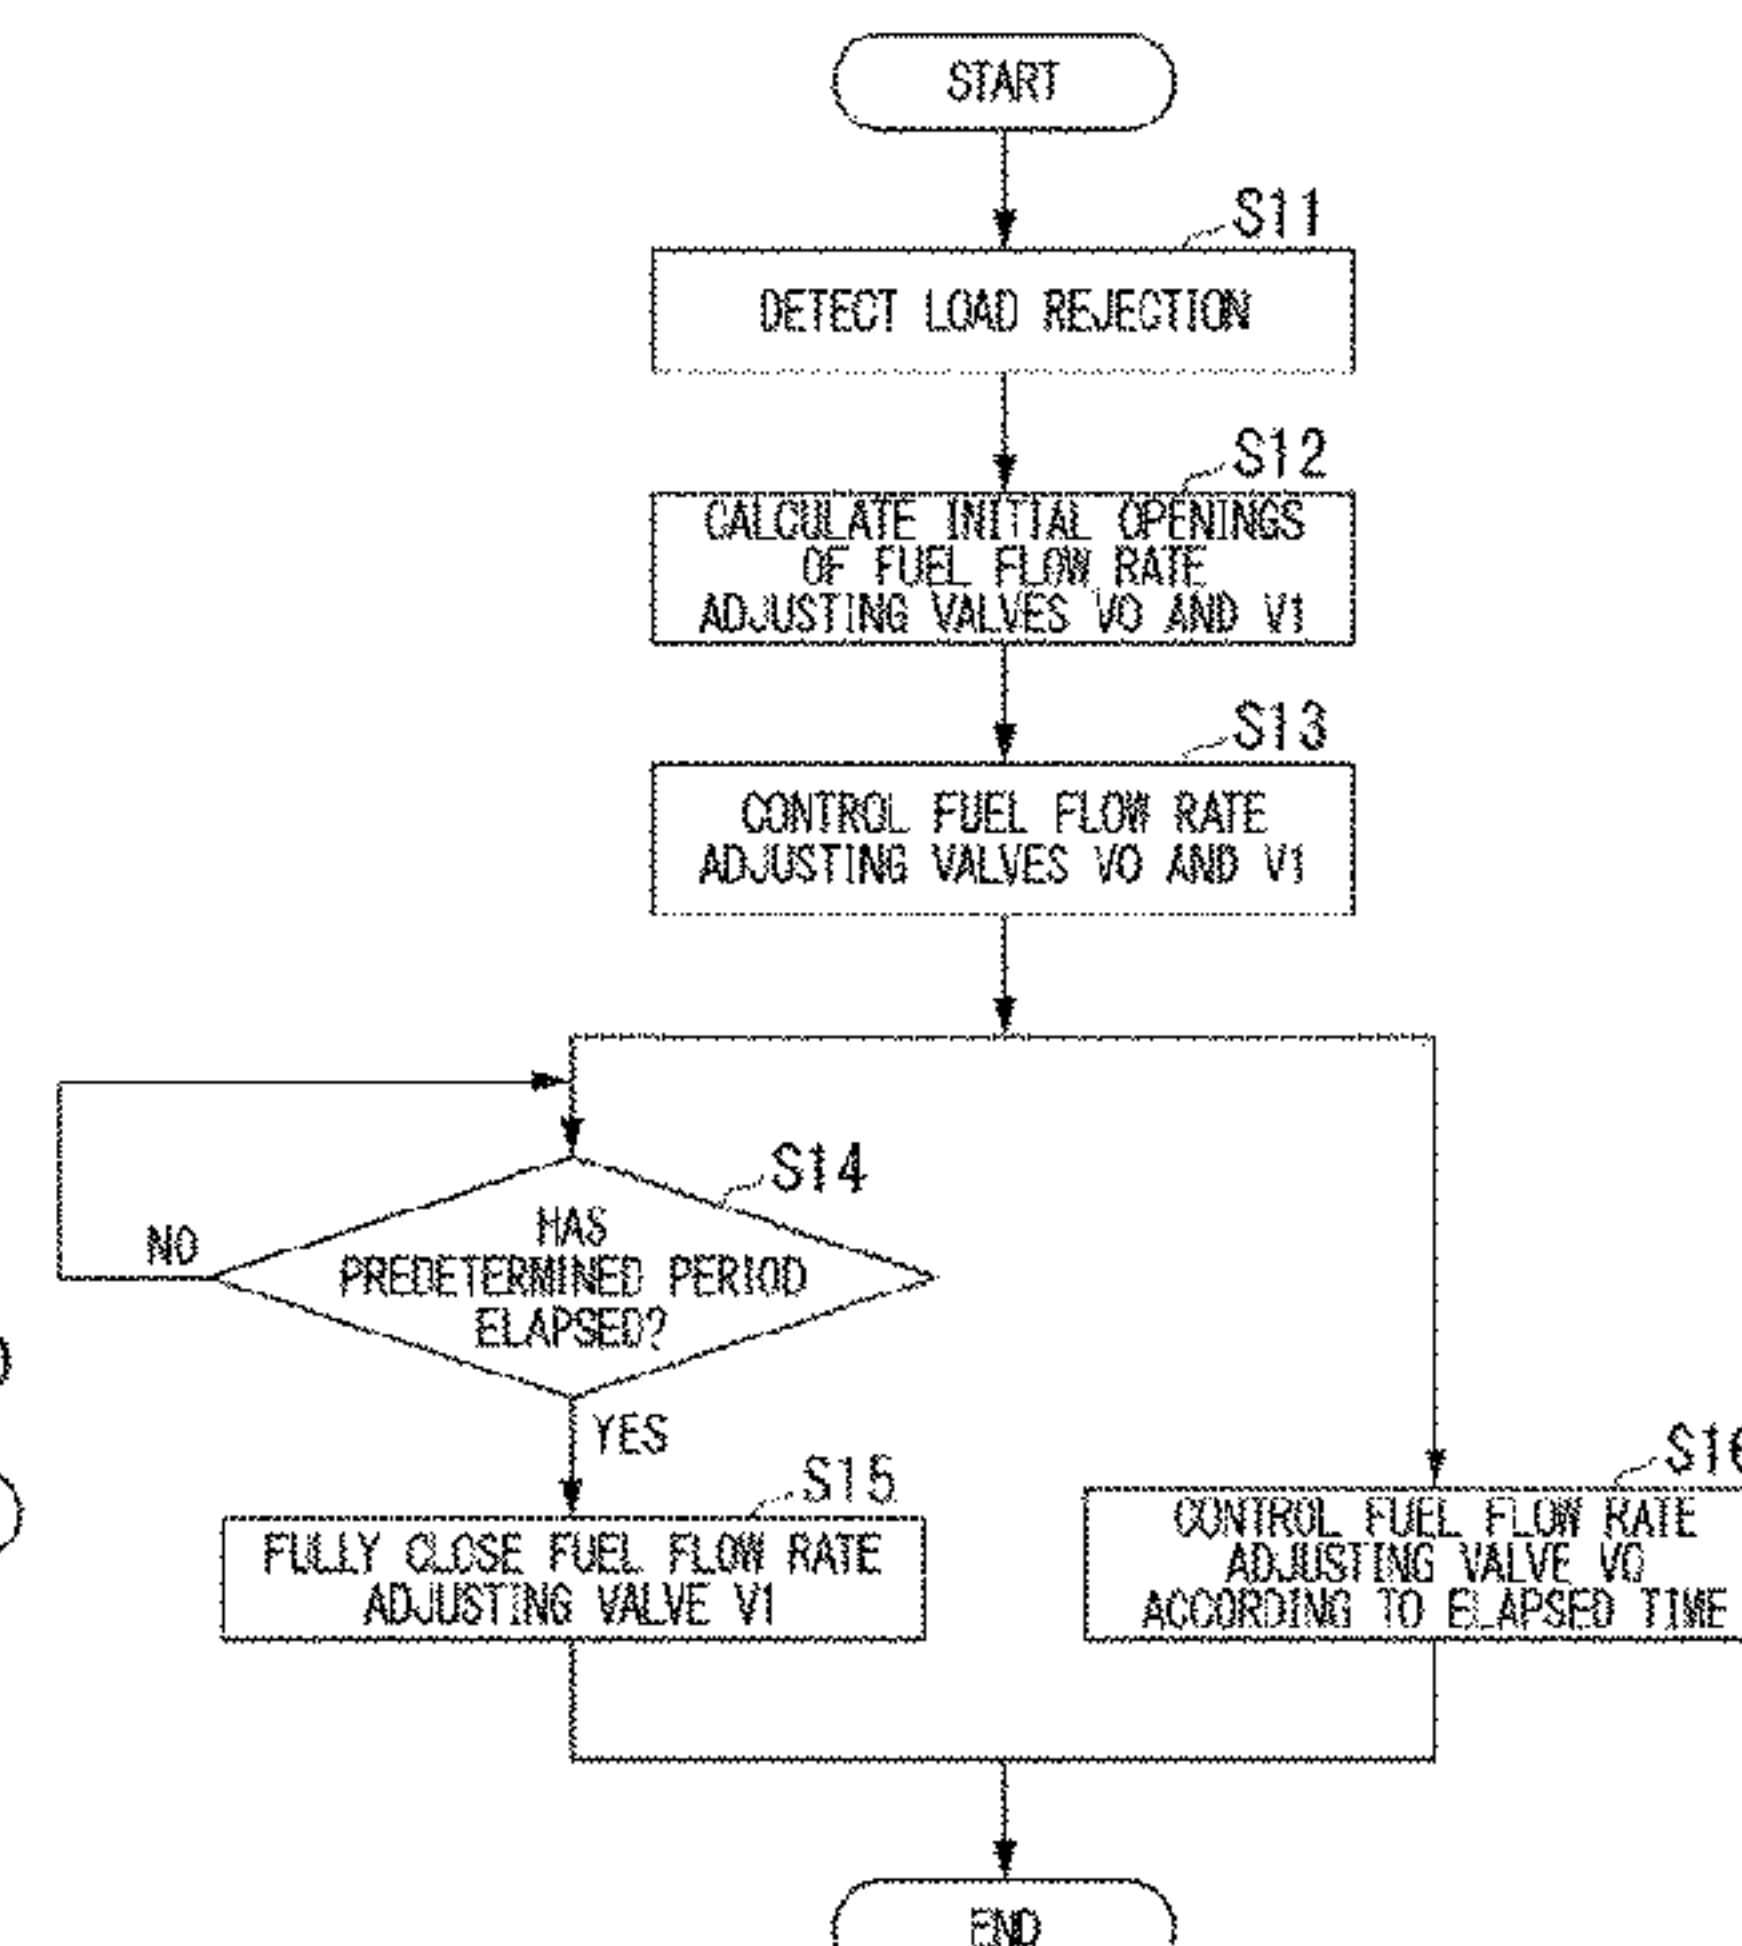 START
S11
DETECT LOAD REJECTION
S12
CALCULATE INITIAL OPENINGS
OF FUEL FLOW RATE
ADJUSTING VALVES V0 AND V1
S13
CONTROL FUEL FLOW RATE
ADJUSTING VALVES V0 AND V1
S14
NO
HAS
PREDETERMINED PERIOD
ELAPSED?
YES
S15
FULLY CLOSE FUEL FLOW RATE
ADJUSTING VALVE V1
S16
CONTROL FUEL FLOW RATE
ADJUSTING VALVE V0
ACCORDING TO ELAPSED TIME
END